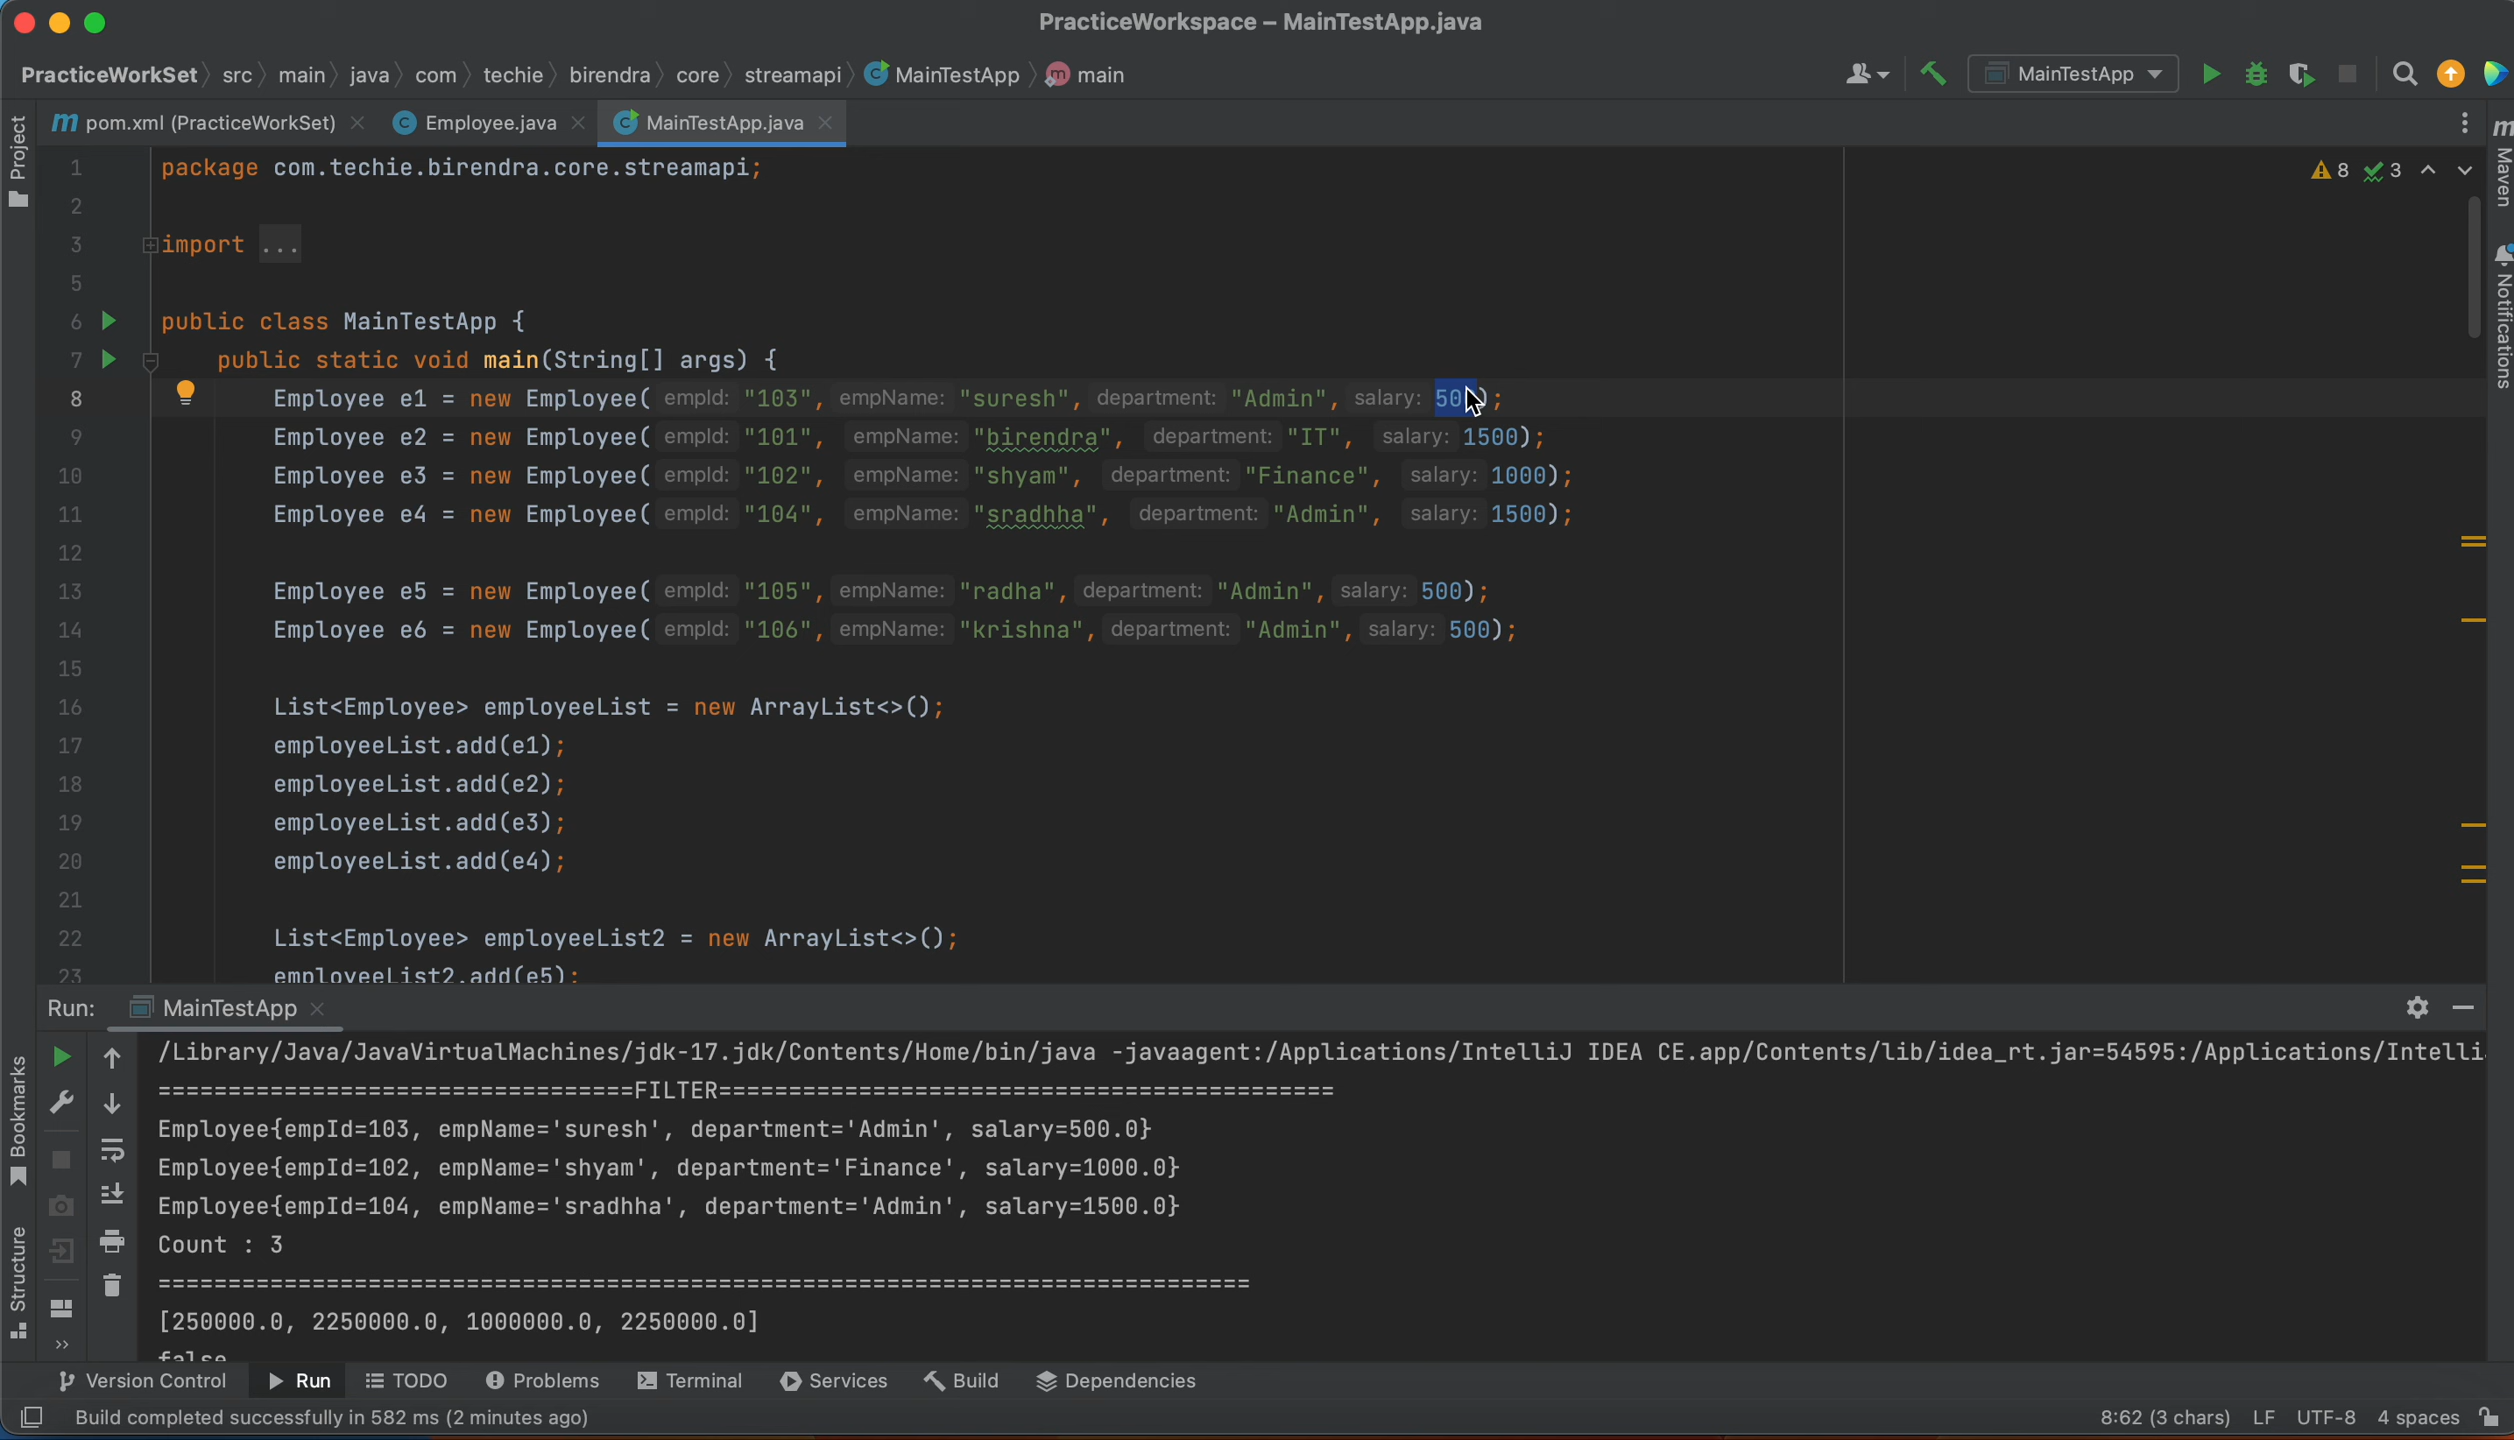 PracticeWorkspace – MainTestApp.java
PracticeWorkSet src main java com techie birendra core streamapi MainTestApp main MainTestApp
pom.xml (PracticeWorkSet) Employee.java MainTestApp.java
Project
Maven
Notifications
8 3
1 package com.techie.birendra.core.streamapi;
2
3 import ...
5
6 public class MainTestApp {
7 public static void main(String[] args) {
8 Employee e1 = new Employee( empId: "103", empName: "suresh", department: "Admin", salary: 500);
9 Employee e2 = new Employee( empId: "101", empName: "birendra", department: "IT", salary: 1500);
10 Employee e3 = new Employee( empId: "102", empName: "shyam", department: "Finance", salary: 1000);
11 Employee e4 = new Employee( empId: "104", empName: "sradhha", department: "Admin", salary: 1500);
12
13 Employee e5 = new Employee( empId: "105", empName: "radha", department: "Admin", salary: 500);
14 Employee e6 = new Employee( empId: "106", empName: "krishna", department: "Admin", salary: 500);
15
16 List<Employee> employeeList = new ArrayList<>();
17 employeeList.add(e1);
18 employeeList.add(e2);
19 employeeList.add(e3);
20 employeeList.add(e4);
21
22 List<Employee> employeeList2 = new ArrayList<>();
23 employeeList2.add(e5);
Run: MainTestApp
/Library/Java/JavaVirtualMachines/jdk-17.jdk/Contents/Home/bin/java -javaagent:/Applications/IntelliJ IDEA CE.app/Contents/lib/idea_rt.jar=54595:/Applications/Intelli
==================================FILTER============================================
Employee{empId=103, empName='suresh', department='Admin', salary=500.0}
Employee{empId=102, empName='shyam', department='Finance', salary=1000.0}
Employee{empId=104, empName='sradhha', department='Admin', salary=1500.0}
Count : 3
==============================================================================
[250000.0, 2250000.0, 1000000.0, 2250000.0]
false
Bookmarks
Structure
Version Control Run TODO Problems Terminal Services Build Dependencies
Build completed successfully in 582 ms (2 minutes ago) 8:62 (3 chars) LF UTF-8 4 spaces